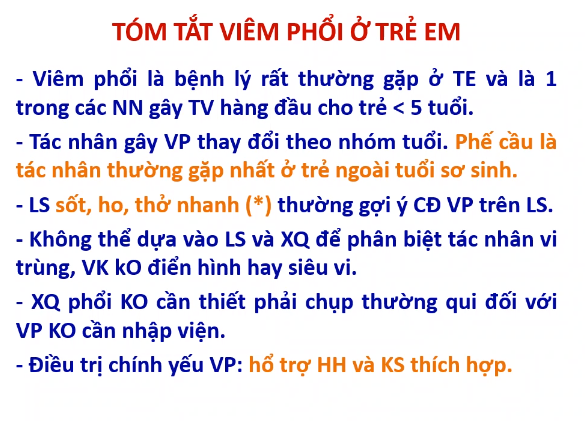 TÓM TẮT VIÊM PHỔI Ở TRẺ EM
- Viêm phổi là bệnh lý rất thường gặp ở TE và là 1
trong các NN gây TV hàng đầu cho trẻ < 5 tuổi.
- Tác nhân gây VP thay đổi theo nhóm tuổi. Phế cầu là
tác nhân thường gặp nhất ở trẻ ngoài tuổi sơ sinh.
- LS sốt, ho, thở nhanh (*) thường gợi ý CĐ VP trên LS.
- Không thể dựa vào LS và XQ để phân biệt tác nhân vi
trùng, VK kO điển hình hay siêu vi.
- XQ phổi KO cần thiết phải chụp thường qui đối với
VP KO cần nhập viện.
- Điều trị chính yếu VP: hổ trợ HH và KS thích hợp.